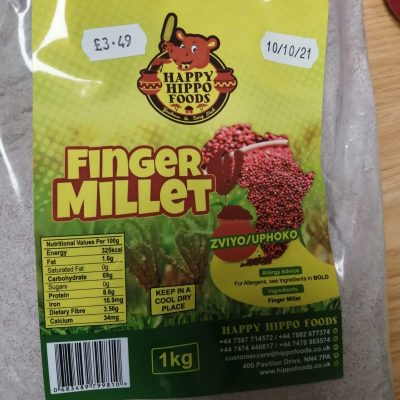 £3.49
10/10/21
HAPPY
HIPPO
FOODS
FINGER
MILLET
ZVIYO/UPHOKO
Allergy Advice
For Allergens, see Ingredients in BOLD
Ingredients
Finger Millet
Nutritional Values Per 100g
Energy 325kcal
Fat 1.6g
Saturated Fat 0g
Carbohydrate 69g
Sugars 0g
Protein 8.6g
Iron 16.9mg
Dietary Fibre 3.56g
Calcium 34mg
KEEP IN A
COOL DRY
PLACE
1kg
HAPPY HIPPO FOODS
+44 7397 714572 / +44 7682 677374
+44 7474 446617 / +44 7470 903574
customercare@hippofoods.co.uk
400 Pavilion Drive, NN4 7PA
www.hippofoods.co.uk
0683489799810